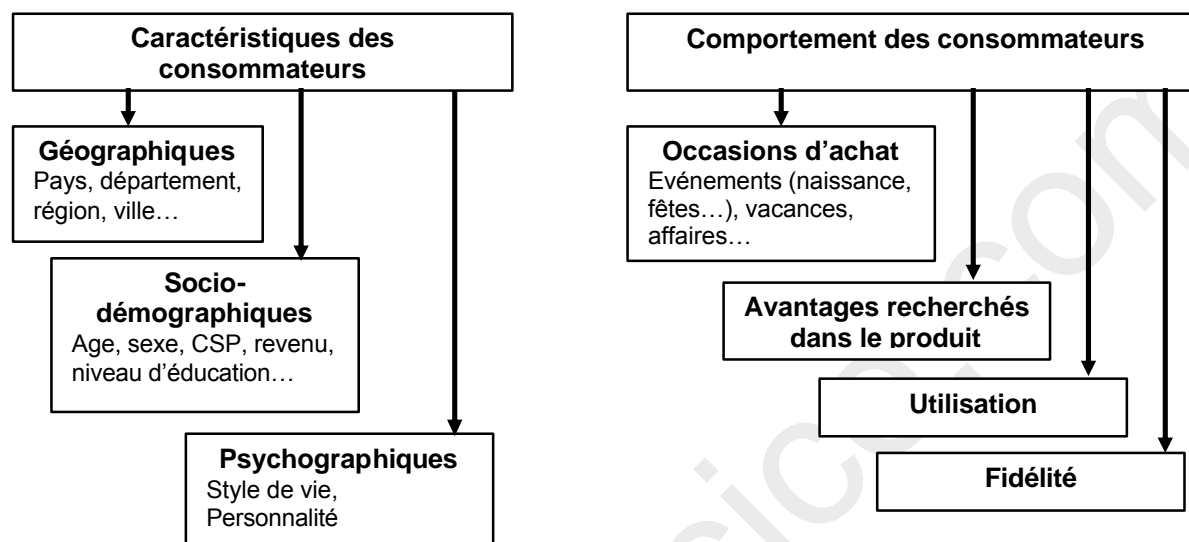 Caractéristiques des
consommateurs
Géographiques
Pays, département,
région, ville…
Socio-
démographiques
Age, sexe, CSP, revenu,
niveau d’éducation…
Psychographiques
Style de vie,
Personnalité
Comportement des consommateurs
Occasions d’achat
Evénements (naissance,
fêtes…), vacances,
affaires…
Avantages recherchés
dans le produit
Utilisation
Fidélité